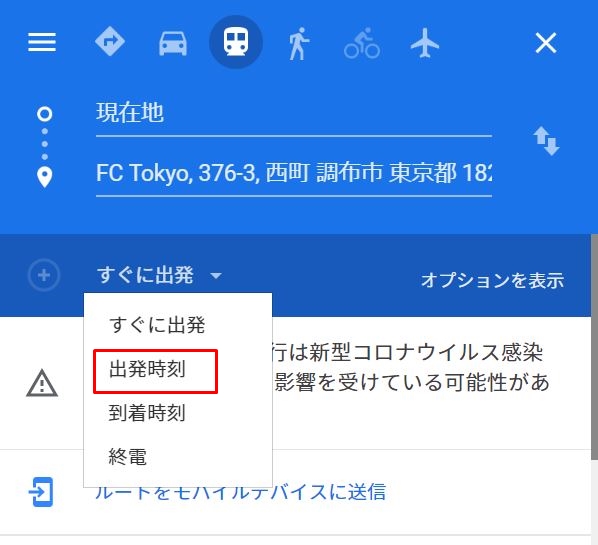 現在地
FC Tokyo, 376-3, 西町 調布市 東京都 182
すぐに出発
オプションを表示
すぐに出発
出発時刻
到着時刻
終電
行は新型コロナウイルス感染
影響を受けている可能性があ
ルートをモバイルデバイスに送信